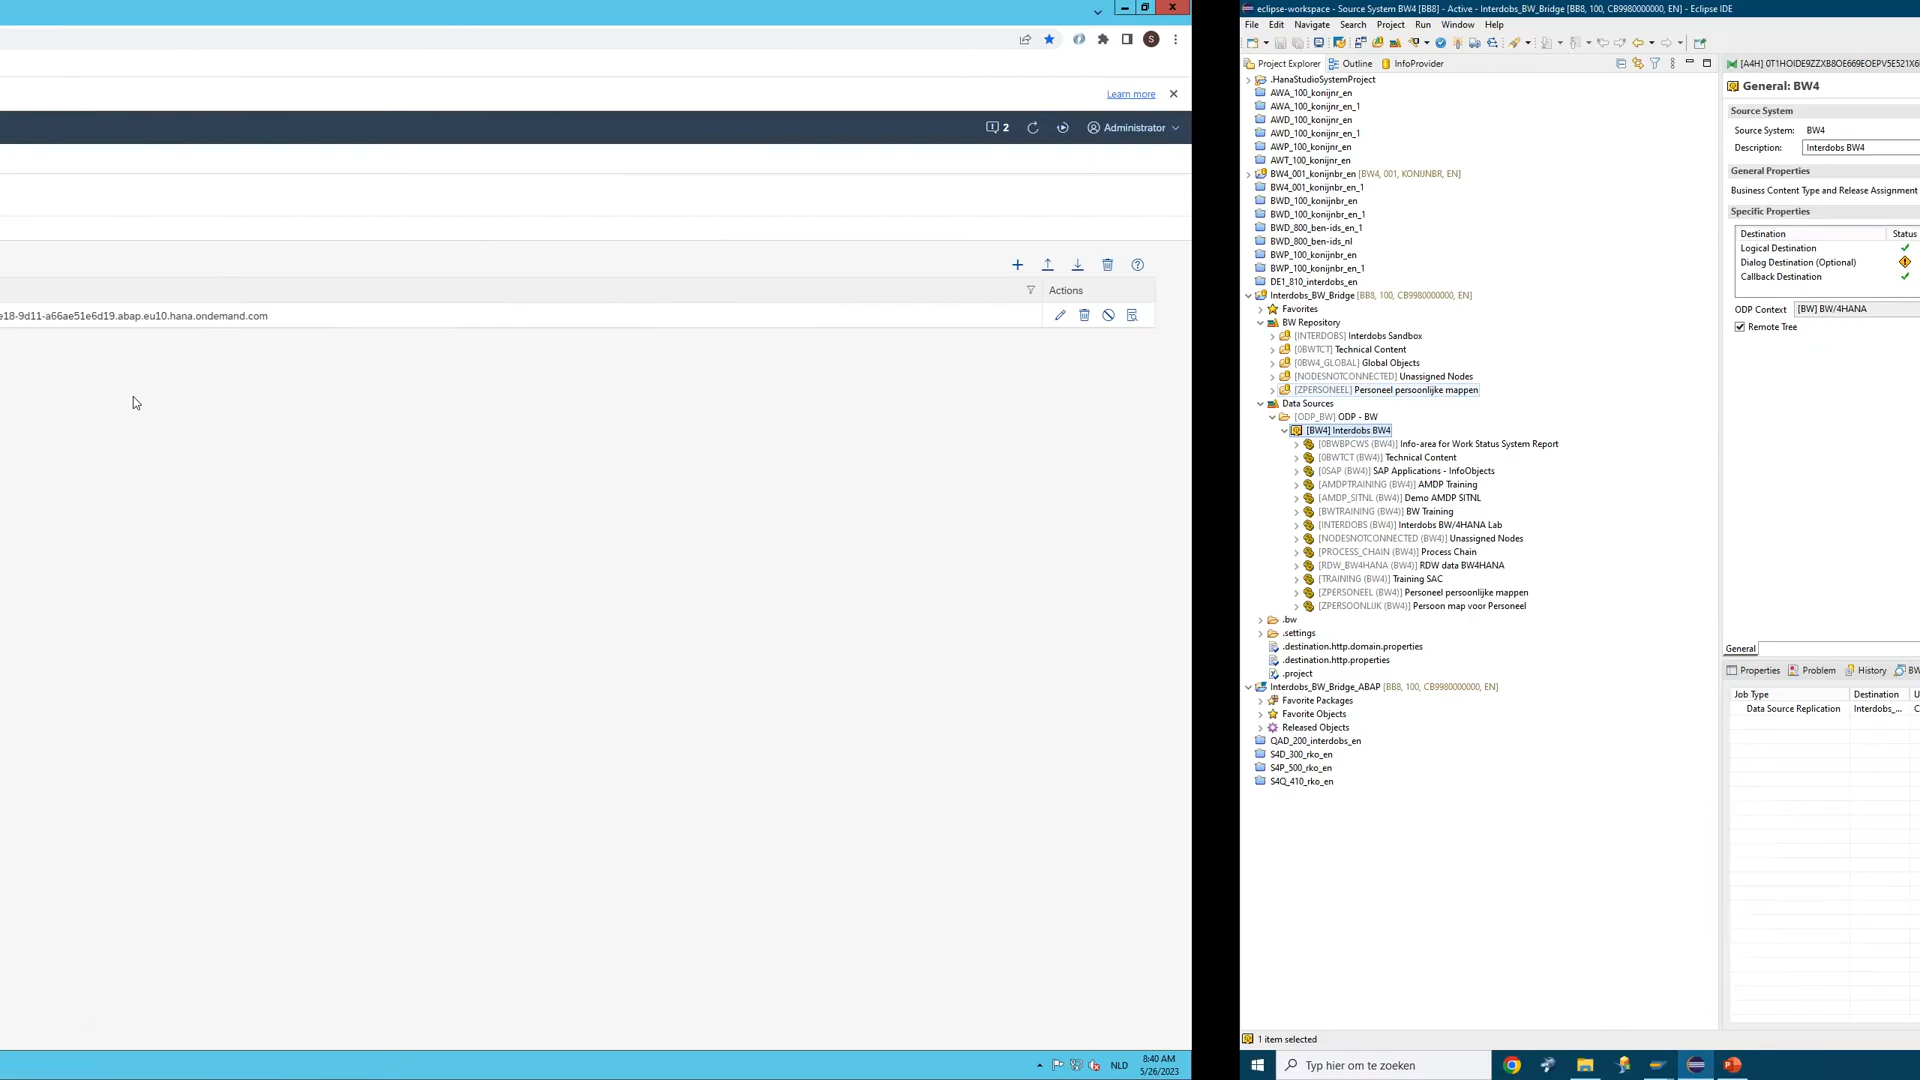 Learn more
2
Administrator
Actions
e18-9d11-a66ae51e6d19.abap.eu10.hana.ondemand.com
NLD
8:40 AM
5/26/2023
eclipse-workspace - Source System BW4 [BB8] - Active - Interdobs_BW_Bridge [BB8, 100, CB9980000000, EN] - Eclipse IDE
File Edit Navigate Search Project Run Window Help
Project Explorer Outline InfoProvider
.HanaStudioSystemProject
AWA_100_konijnr_en
AWA_100_konijnr_en_1
AWD_100_konijnr_en
AWD_100_konijnr_en_1
AWP_100_konijnr_en
AWT_100_konijnr_en
BW4_001_konijnbr_en [BW4, 001, KONIJNBR, EN]
BW4_001_konijnbr_en_1
BWD_100_konijnbr_en
BWD_100_konijnbr_en_1
BWD_800_ben-ids_en_1
BWD_800_ben-ids_nl
BWP_100_konijnbr_en
BWP_100_konijnbr_en_1
DE1_810_interdobs_en
Interdobs_BW_Bridge [BB8, 100, CB9980000000, EN]
Favorites
BW Repository
[INTERDOBS] Interdobs Sandbox
[0BWTCT] Technical Content
[0BW4_GLOBAL] Global Objects
[NODESNOTCONNECTED] Unassigned Nodes
[ZPERSONEEL] Personeel persoonlijke mappen
Data Sources
[ODP_BW] ODP - BW
[BW4] Interdobs BW4
[0BWBPCWS (BW4)] Info-area for Work Status System Report
[0BWTCT (BW4)] Technical Content
[0SAP (BW4)] SAP Applications - InfoObjects
[AMDPTRAINING (BW4)] AMDP Training
[AMDP_SITNL (BW4)] Demo AMDP SITNL
[BWTRAINING (BW4)] BW Training
[INTERDOBS (BW4)] Interdobs BW/4HANA Lab
[NODESNOTCONNECTED (BW4)] Unassigned Nodes
[PROCESS_CHAIN (BW4)] Process Chain
[RDW_BW4HANA (BW4)] RDW data BW4HANA
[TRAINING (BW4)] Training SAC
[ZPERSONEEL (BW4)] Personeel persoonlijke mappen
[ZPERSOONLIJK (BW4)] Persoon map voor Personeel
.bw
.settings
.destination.http.domain.properties
.destination.http.properties
.project
Interdobs_BW_Bridge_ABAP [BB8, 100, CB9980000000, EN]
Favorite Packages
Favorite Objects
Released Objects
QAD_200_interdobs_en
S4D_300_rko_en
S4P_500_rko_en
S4Q_410_rko_en
General: BW4
Source System
Source System: BW4
Description: Interdobs BW4
General Properties
Business Content Type and Release Assignment
Specific Properties
Destination Status
Logical Destination
Dialog Destination (Optional)
Callback Destination
ODP Context [BW] BW/4HANA
Remote Tree
General
Properties Problem History BW
Job Type Destination U
Data Source Replication Interdobs_... C
1 item selected
Typ hier om te zoeken